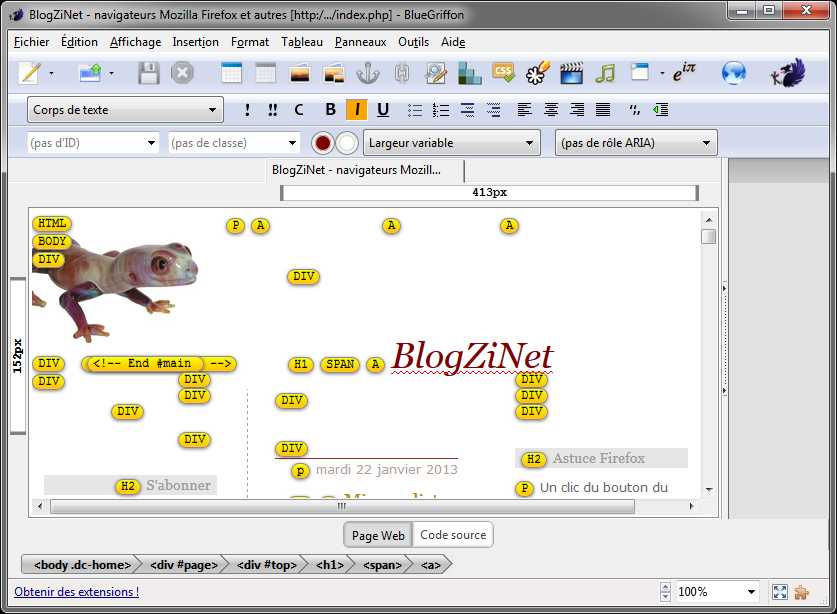 BlogZiNet - navigateurs Mozilla Firefox et autres [http:/.../index.php] - BlueGriffon
Fichier Édition Affichage Insertion Format Tableau Panneaux Outils Aide
CSS e iπ
Corps de texte ! !! C B I U
(pas d'ID) (pas de classe) Largeur variable (pas de rôle ARIA)
BlogZiNet - navigateurs Mozill...
413px
HTML P A A A
BODY
DIV
DIV
152px
DIV <!-- End #main --> H1 SPAN A BlogZiNet
DIV DIV DIV
DIV DIV DIV
DIV DIV
DIV DIV
H2 Astuce Firefox
p mardi 22 janvier 2013
H2 S'abonner P Un clic du bouton du
Page Web Code source
<body .dc-home> <div #page> <div #top> <h1> <span> <a>
Obtenir des extensions ! 100%